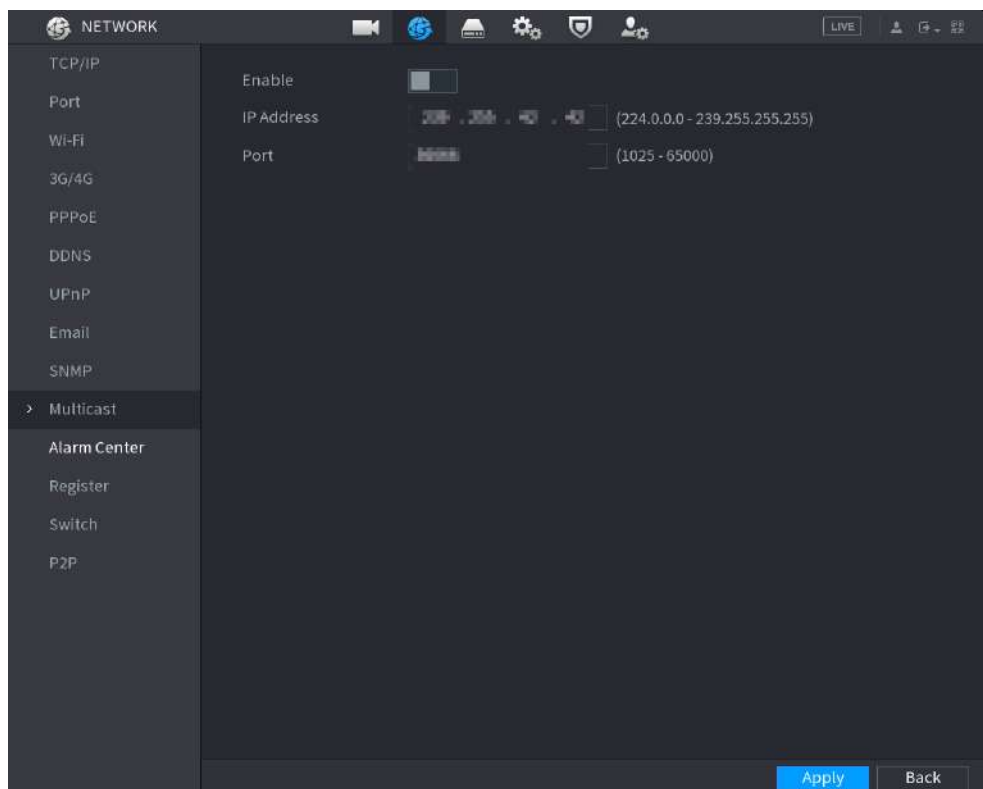 NETWORK
LIVE
TCP/IP
Port
Wi-Fi
3G/4G
PPPoE
DDNS
UPnP
Email
SNMP
Multicast
Alarm Center
Register
Switch
P2P
Enable
IP Address (224.0.0.0 - 239.255.255.255)
Port (1025 - 65000)
Apply Back